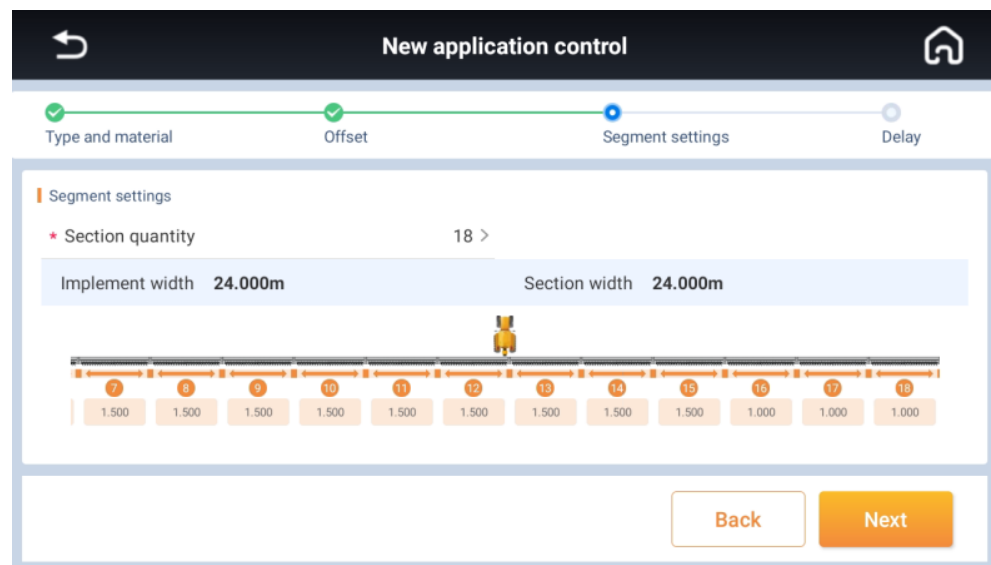 New application control
Type and material Offset Segment settings Delay
Segment settings
* Section quantity 18 >
Implement width 24.000m Section width 24.000m
7 8 9 10 11 12 13 14 15 16 17 18
1.500 1.500 1.500 1.500 1.500 1.500 1.500 1.500 1.500 1.000 1.000 1.000
Back Next